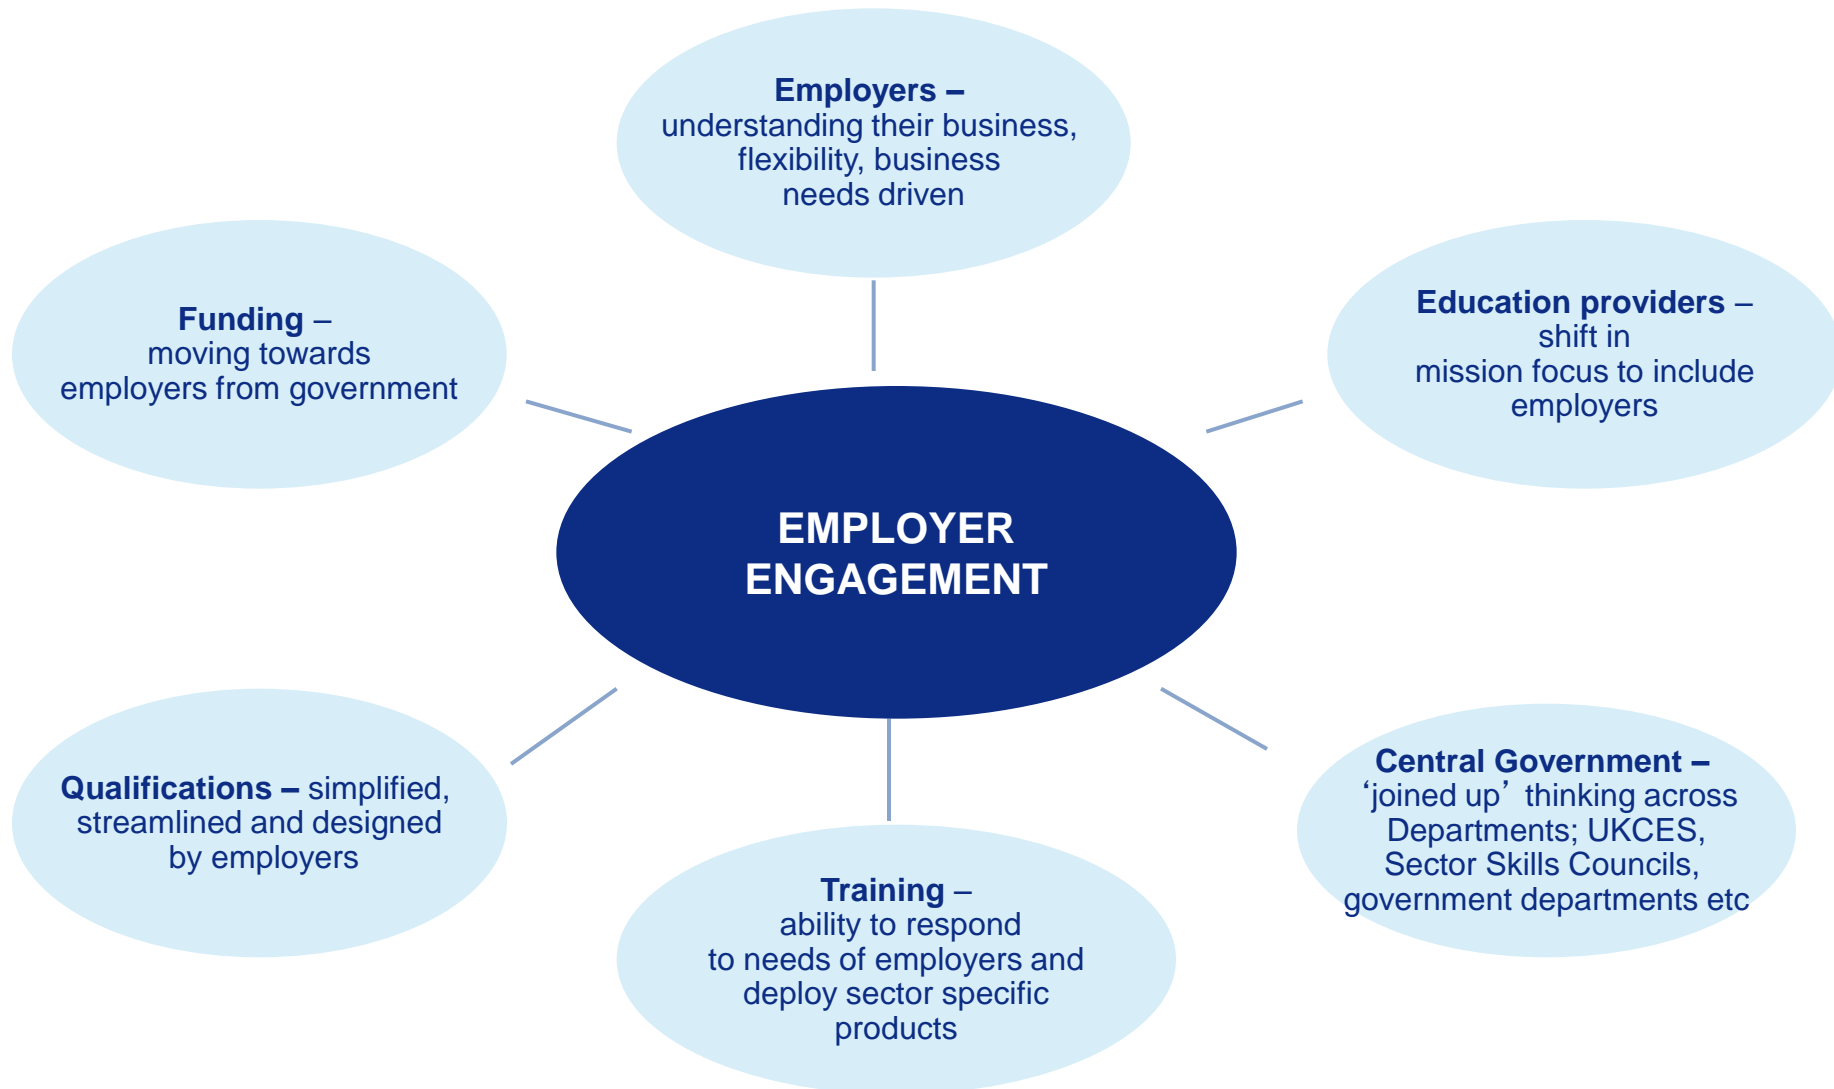 Employers –
understanding their business,
flexibility, business
needs driven
Funding –
moving towards
employers from government
Education providers –
shift in
mission focus to include
employers
EMPLOYER
ENGAGEMENT
Qualifications – simplified,
streamlined and designed
by employers
Training –
ability to respond
to needs of employers and
deploy sector specific
products
Central Government –
‘joined up’ thinking across
Departments; UKCES,
Sector Skills Councils,
government departments etc